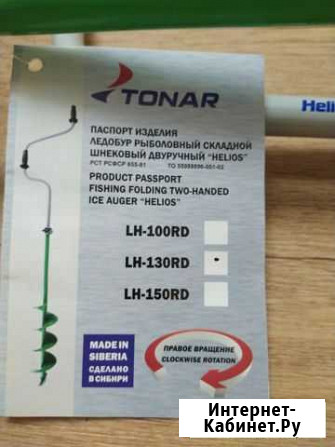 TONAR
Heli
ПАСПОРТ ИЗДЕЛИЯ
ЛЕДОБУР РЫБОЛОВНЫЙ СКЛАДНОЙ
ШНЕКОВЫЙ ДВУРУЧНЫЙ "HELIOS"
PRODUCT PASSPORT
FISHING FOLDING TWO-HANDED
ICE AUGER "HELIOS"
LH-100RD
LH-130RD
LH-150RD
MADE IN
SIBERIA
СДЕЛАНО
В СИБИРИ
ПРАВОЕ ВРАЩЕНИЕ
CLOCKWISE ROTATION
Интернет-
Кабинет.Ру